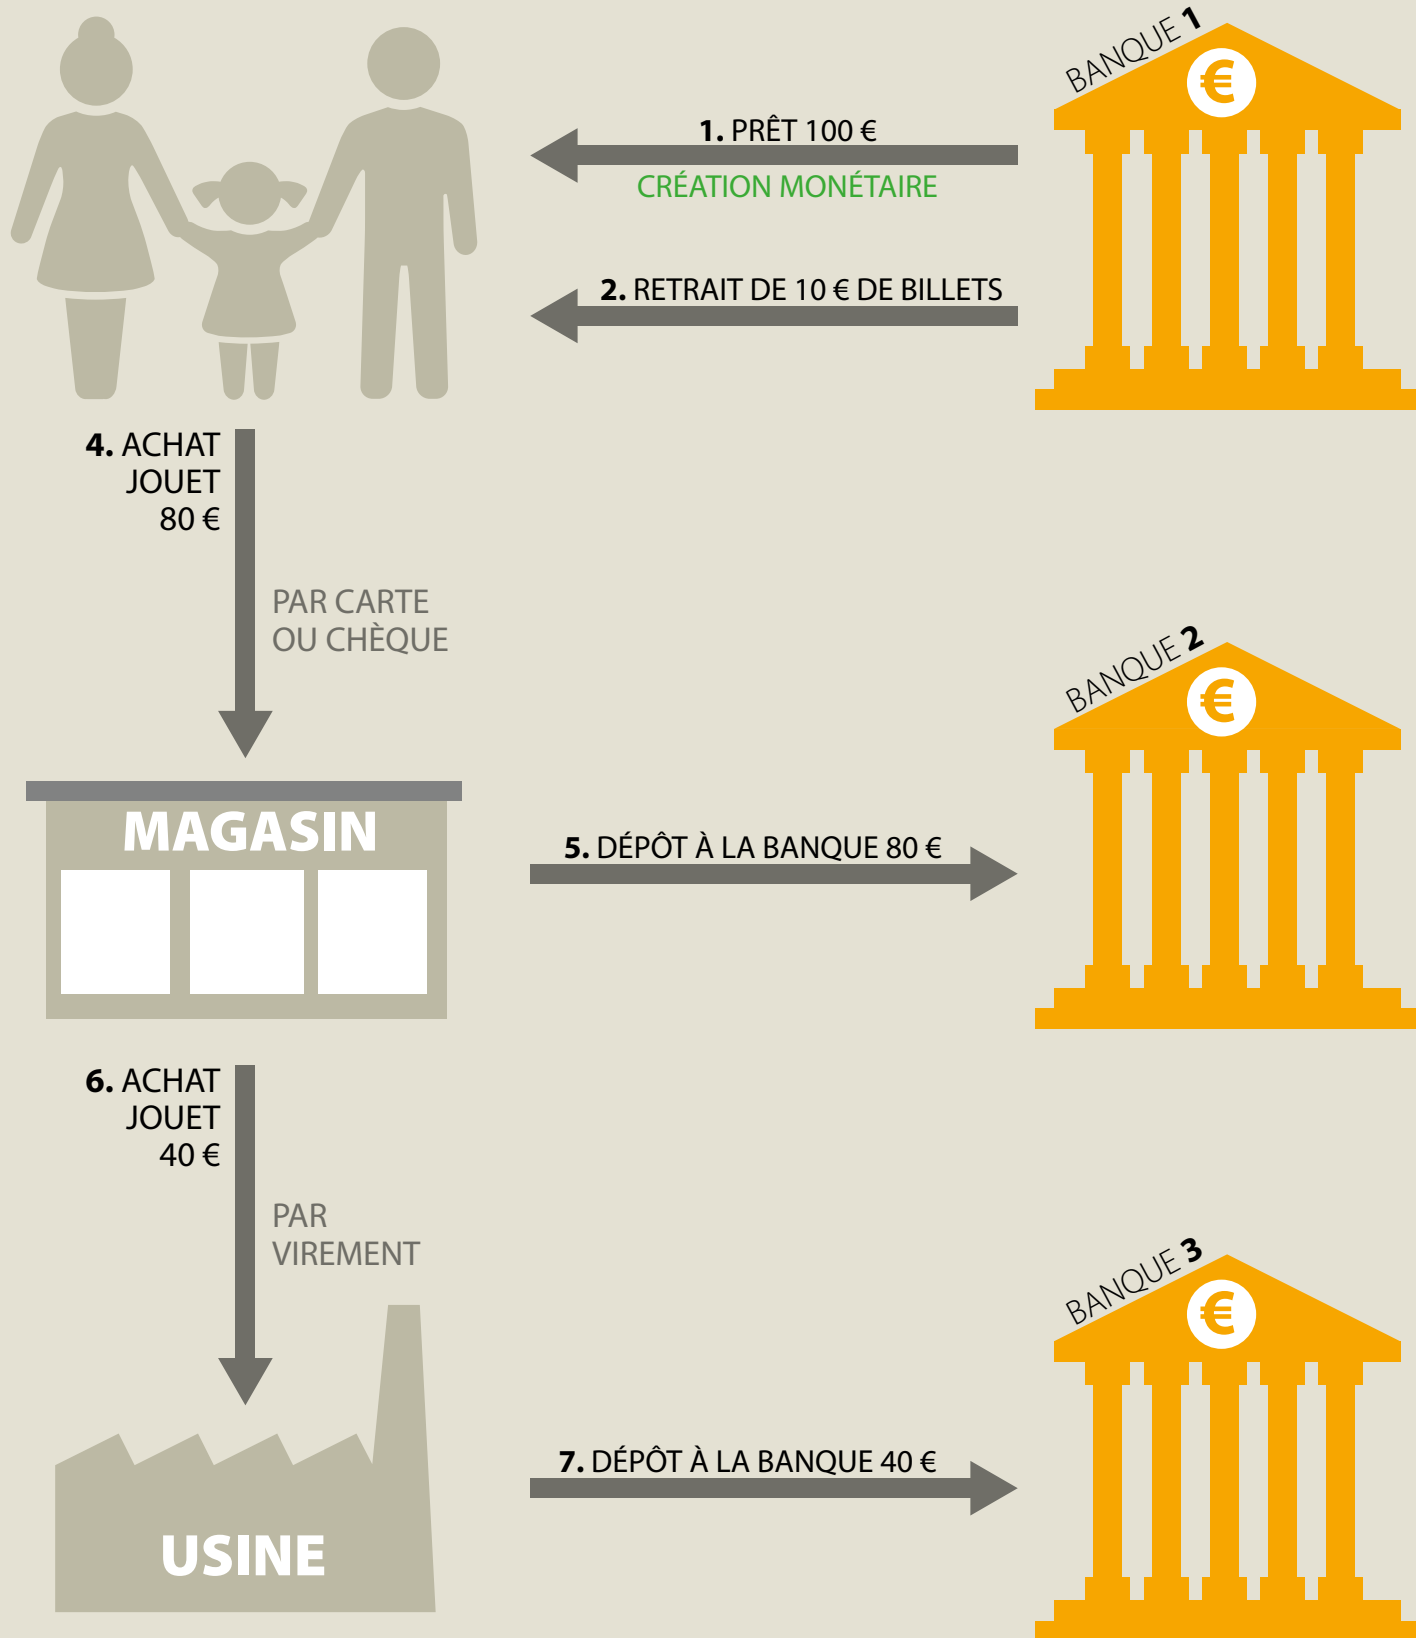 BANQUE 1
€
1. PRÊT 100 €
CRÉATION MONÉTAIRE
2. RETRAIT DE 10 € DE BILLETS
4. ACHAT
JOUET
80 €
PAR CARTE
OU CHÈQUE
BANQUE 2
€
MAGASIN
5. DÉPÔT À LA BANQUE 80 €
6. ACHAT
JOUET
40 €
PAR
VIREMENT
BANQUE 3
€
7. DÉPÔT À LA BANQUE 40 €
USINE